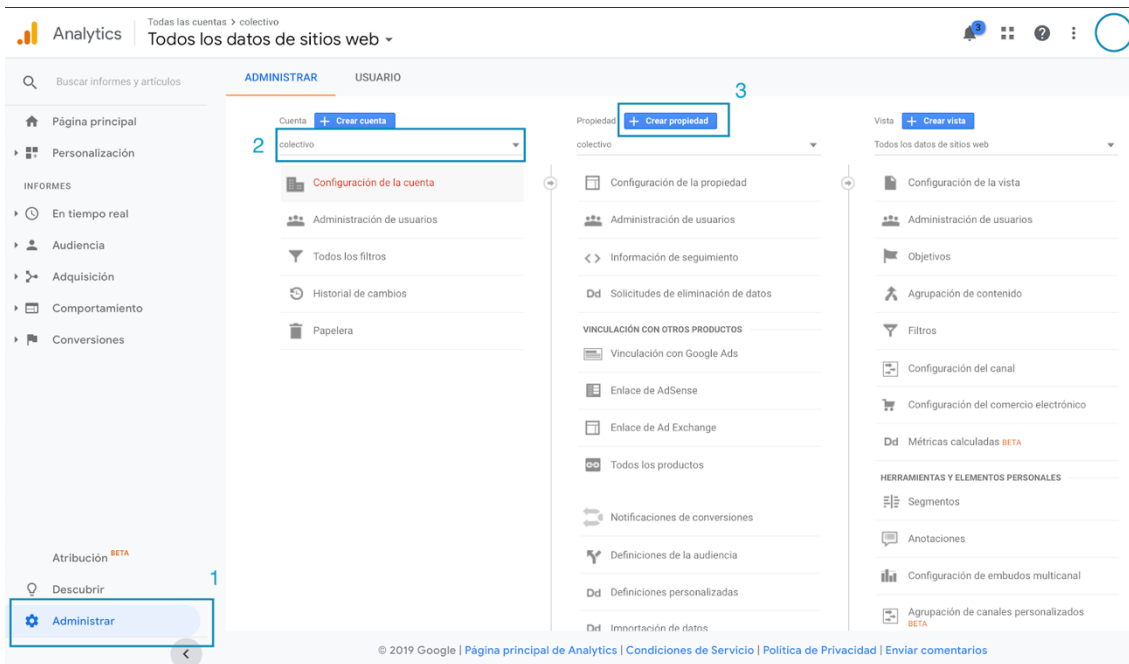 Analytics
Todas las cuentas > colectivo
Todos los datos de sitios web
3
Buscar informes y artículos
Página principal
Personalización
INFORMES
En tiempo real
Audiencia
Adquisición
Comportamiento
Conversiones
Atribución BETA
Descubrir
1
Administrar
ADMINISTRAR USUARIO
Cuenta + Crear cuenta
2
colectivo
Configuración de la cuenta
Administración de usuarios
Todos los filtros
Historial de cambios
Papelera
3
Propiedad + Crear propiedad
colectivo
Configuración de la propiedad
Administración de usuarios
Información de seguimiento
Dd Solicitudes de eliminación de datos
VINCULACIÓN CON OTROS PRODUCTOS
Vinculación con Google Ads
Enlace de AdSense
Enlace de Ad Exchange
Todos los productos
Notificaciones de conversiones
Definiciones de la audiencia
Dd Definiciones personalizadas
Dd Importación de datos
Vista + Crear vista
Todos los datos de sitios web
Configuración de la vista
Administración de usuarios
Objetivos
Agrupación de contenido
Filtros
Configuración del canal
Configuración del comercio electrónico
Dd Métricas calculadas BETA
HERRAMIENTAS Y ELEMENTOS PERSONALES
Segmentos
Anotaciones
Configuración de embudos multicanal
Agrupación de canales personalizados
BETA
© 2019 Google | Página principal de Analytics | Condiciones de Servicio | Política de Privacidad | Enviar comentarios